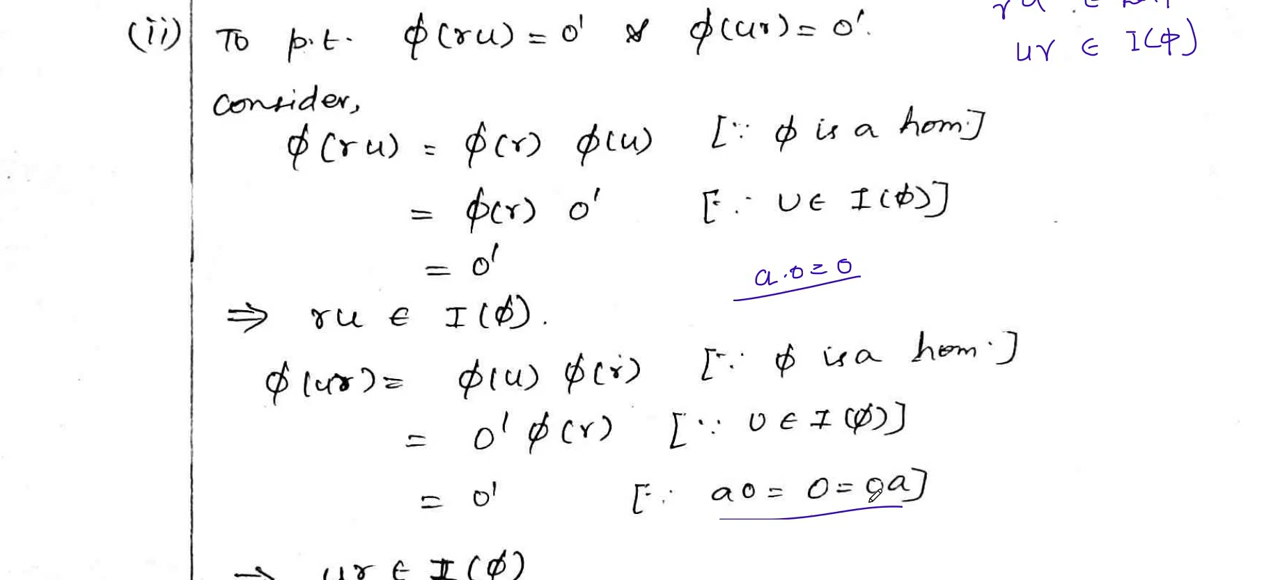 (ii) To p.t. ϕ(ru) = 0' & ϕ(ur) = 0'.
ur ∈ I(ϕ)
consider,
ϕ(ru) = ϕ(r) ϕ(u) [∵ ϕ is a hom.]
= ϕ(r) 0' [∵ U ∈ I(ϕ)]
= 0'
a.0=0
⇒ ru ∈ I(ϕ).
ϕ(ur) = ϕ(u) ϕ(r) [∵ ϕ is a hom.]
= 0' ϕ(r) [∵ U ∈ I(ϕ)]
= 0' [∵ a0 = 0 = 0a]
⇒ ur ∈ I(ϕ)